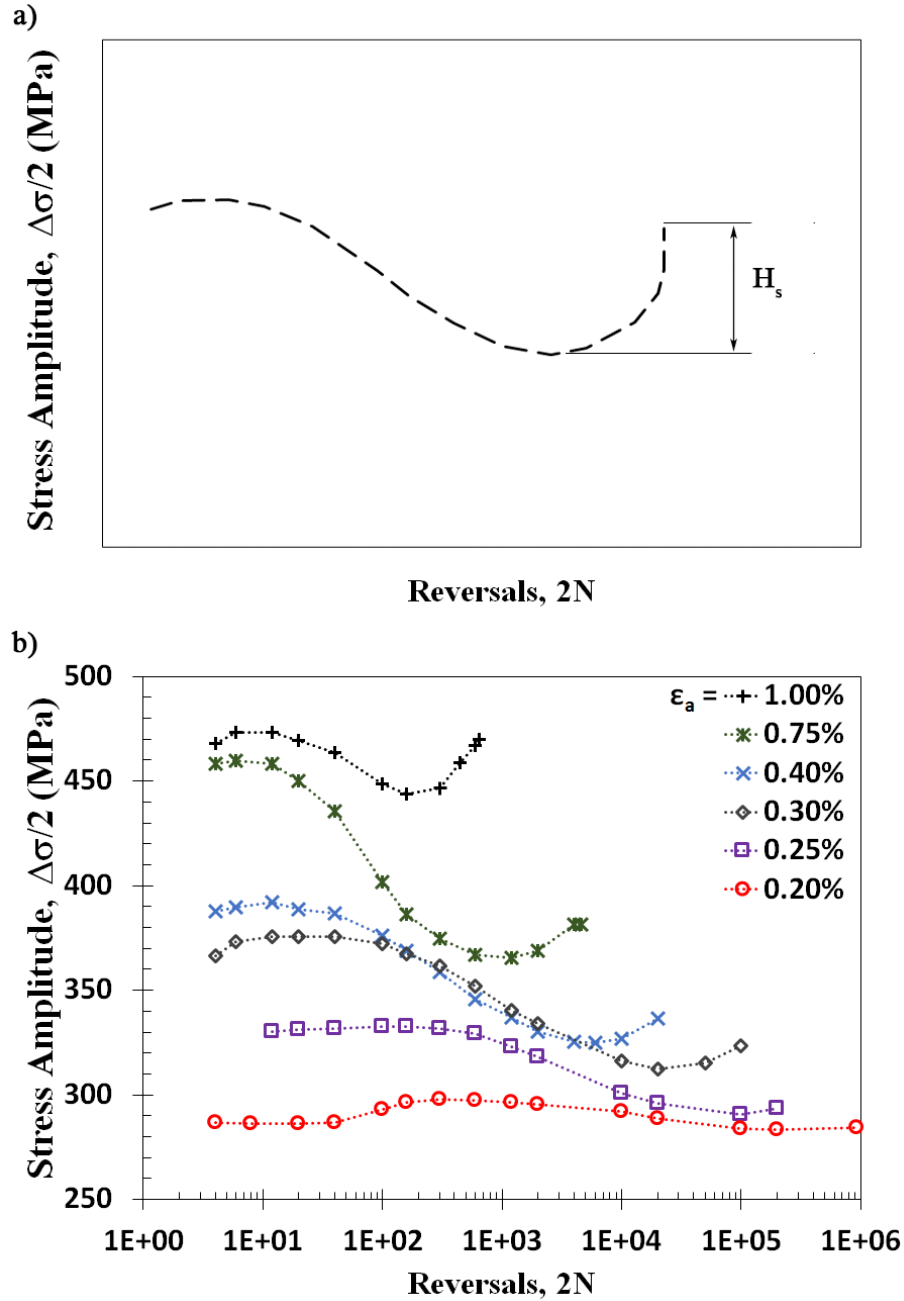 a)
Stress Amplitude, Δσ/2 (MPa)
H_s
Reversals, 2N
b)
Stress Amplitude, Δσ/2 (MPa)
500
450
400
350
300
250
ε_a = 1.00%
0.75%
0.40%
0.30%
0.25%
0.20%
1E+00 1E+01 1E+02 1E+03 1E+04 1E+05 1E+06
Reversals, 2N